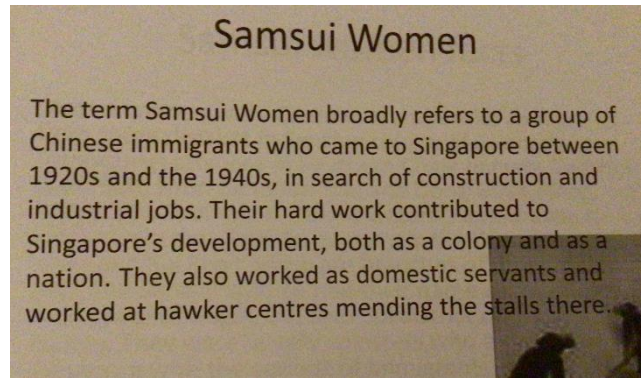 Samsui Women
The term Samsui Women broadly refers to a group of
Chinese immigrants who came to Singapore between
1920s and the 1940s, in search of construction and
industrial jobs. Their hard work contributed to
Singapore's development, both as a colony and as a
nation. They also worked as domestic servants and
worked at hawker centres mending the stalls there.